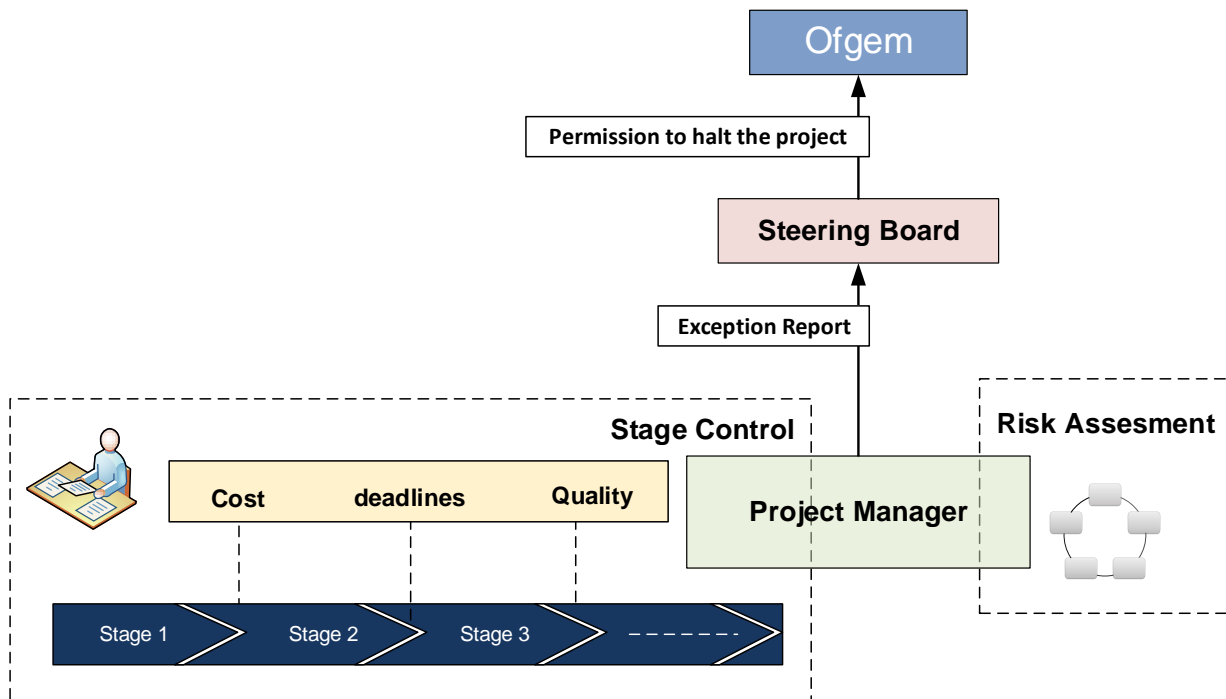 Ofgem
Permission to halt the project
Steering Board
Exception Report
Stage Control
Risk Assesment
Cost
deadlines
Quality
Project Manager
Stage 1
Stage 2
Stage 3